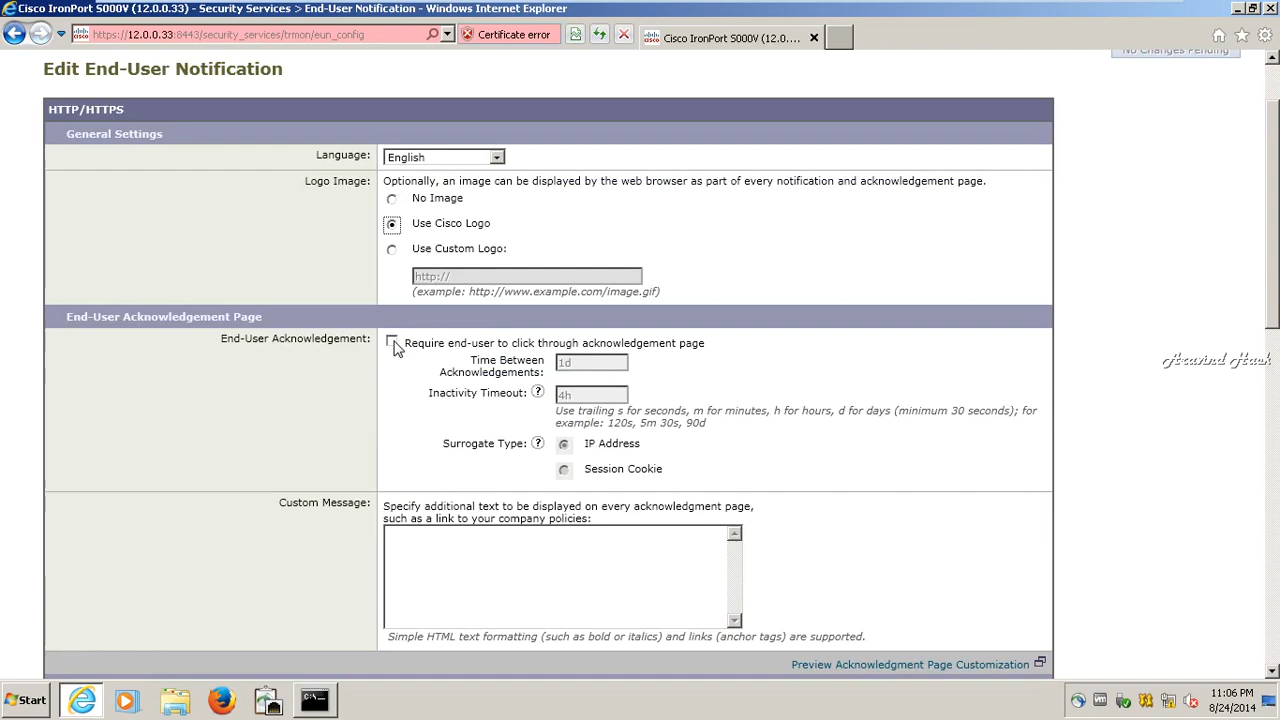 Cisco IronPort S000V (12.0.0.33) - Security Services > End-User Notification - Windows Internet Explorer
https://12.0.0.33:8443/security_services/trmon/eun_config
Certificate error
Cisco IronPort S000V (12.0....
No Changes Pending
Edit End-User Notification
HTTP/HTTPS
General Settings
Language:
English
Logo Image:
Optionally, an image can be displayed by the web browser as part of every notification and acknowledgement page.
No Image
Use Cisco Logo
Use Custom Logo:
http://
(example: http://www.example.com/image.gif)
End-User Acknowledgement Page
End-User Acknowledgement:
Require end-user to click through acknowledgement page
Time Between
Acknowledgements:
1d
Inactivity Timeout:
4h
Use trailing s for seconds, m for minutes, h for hours, d for days (minimum 30 seconds); for
example: 120s, 5m 30s, 90d
Surrogate Type:
IP Address
Session Cookie
Custom Message:
Specify additional text to be displayed on every acknowledgment page,
such as a link to your company policies:
Simple HTML text formatting (such as bold or italics) and links (anchor tags) are supported.
Preview Acknowledgment Page Customization
Start
11:06 PM
8/24/2014